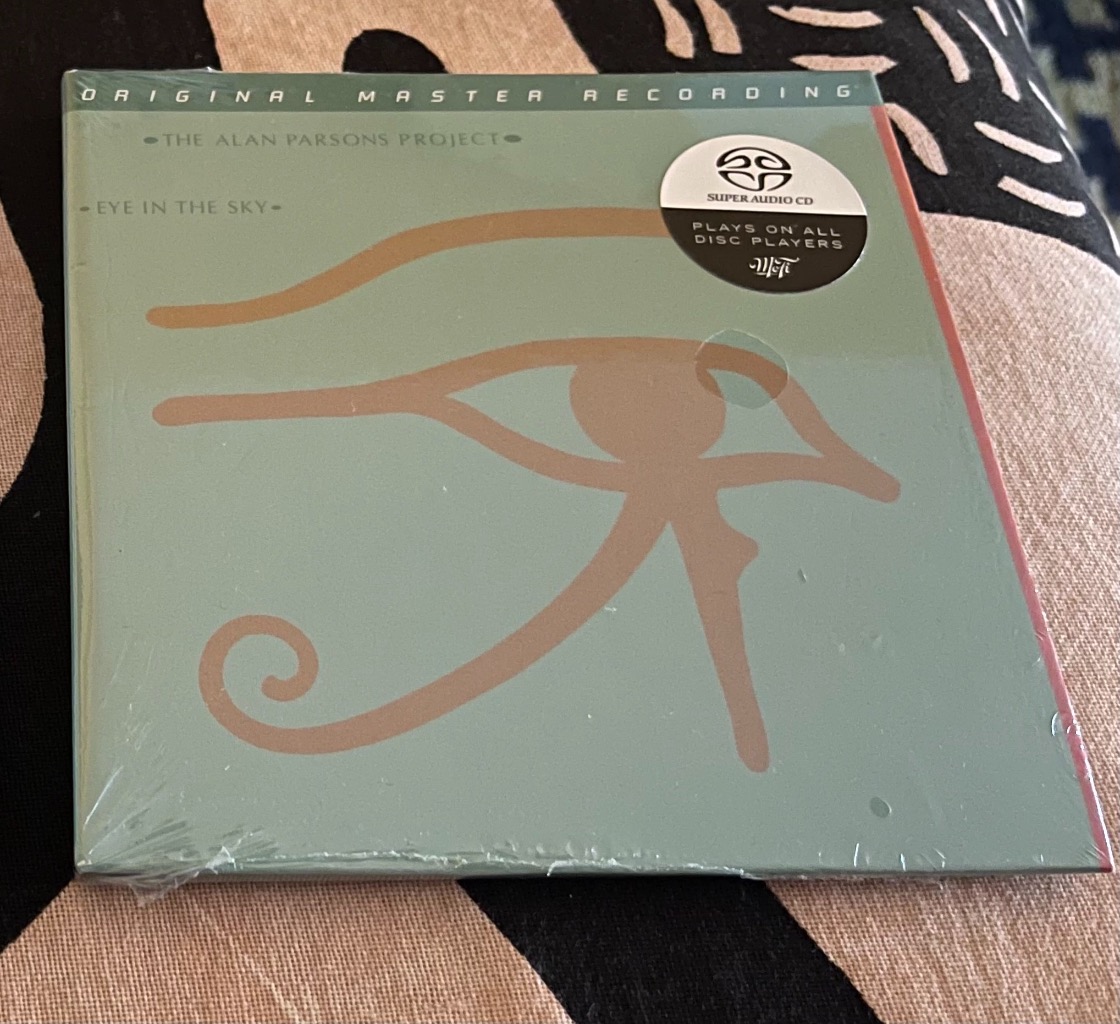 ORIGINAL MASTER RECORDING
•THE ALAN PARSONS PROJECT•
•EYE IN THE SKY•
SUPER AUDIO CD
PLAYS ON ALL
DISC PLAYERS
MoFi